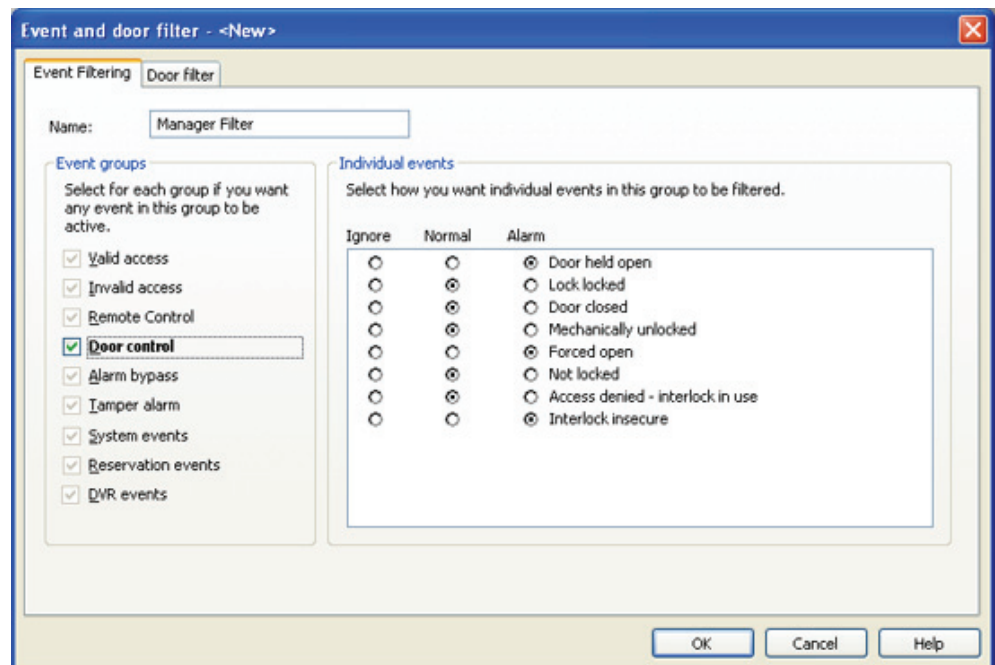 Event and door filter - <New>
Event Filtering
Door filter
Name:
Manager Filter
Event groups
Select for each group if you want
any event in this group to be
active.
Valid access
Invalid access
Remote Control
Door control
Alarm bypass
Tamper alarm
System events
Reservation events
DVR events
Individual events
Select how you want individual events in this group to be filtered.
Ignore Normal Alarm
Door held open
Lock locked
Door closed
Mechanically unlocked
Forced open
Not locked
Access denied - interlock in use
Interlock insecure
OK Cancel Help